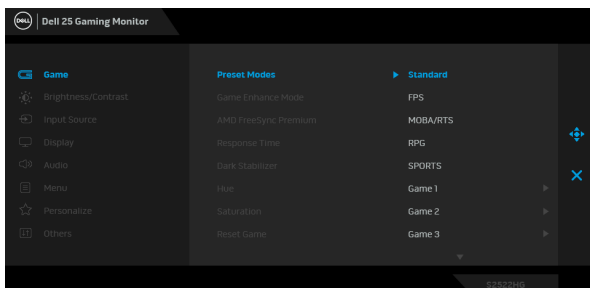 DELL
Dell 25 Gaming Monitor
Game
Brightness/Contrast
Input Source
Display
Audio
Menu
Personalize
Others
Preset Modes
Game Enhance Mode
AMD FreeSync Premium
Response Time
Dark Stabilizer
Hue
Saturation
Reset Game
Standard
FPS
MOBA/RTS
RPG
SPORTS
Game 1
Game 2
Game 3
S2522HG